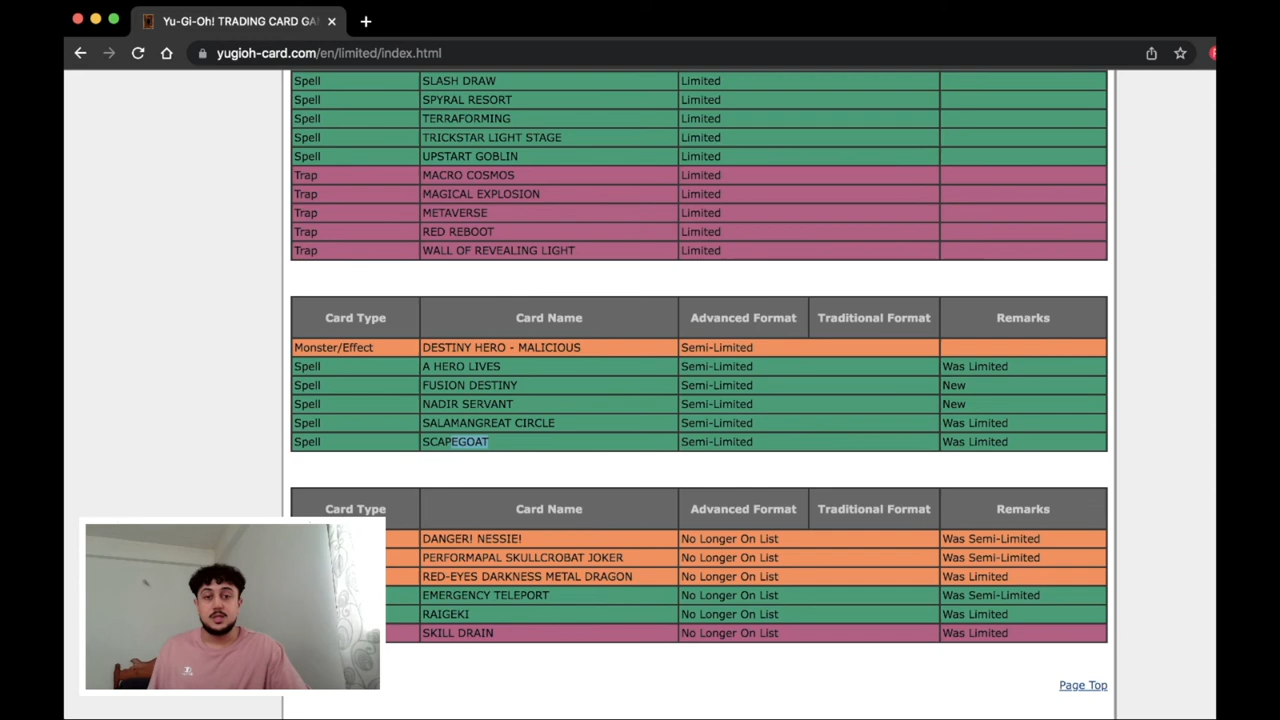 Yu-Gi-Oh! TRADING CARD GA
yugioh-card.com/en/limited/index.html
Spell SLASH DRAW Limited
Spell SPYRAL RESORT Limited
Spell TERRAFORMING Limited
Spell TRICKSTAR LIGHT STAGE Limited
Spell UPSTART GOBLIN Limited
Trap MACRO COSMOS Limited
Trap MAGICAL EXPLOSION Limited
Trap METAVERSE Limited
Trap RED REBOOT Limited
Trap WALL OF REVEALING LIGHT Limited
Card Type Card Name Advanced Format Traditional Format Remarks
Monster/Effect DESTINY HERO - MALICIOUS Semi-Limited
Spell A HERO LIVES Semi-Limited Was Limited
Spell FUSION DESTINY Semi-Limited New
Spell NADIR SERVANT Semi-Limited New
Spell SALAMANGREAT CIRCLE Semi-Limited Was Limited
Spell SCAPEGOAT Semi-Limited Was Limited
Card Type Card Name Advanced Format Traditional Format Remarks
DANGER! NESSIE! No Longer On List Was Semi-Limited
PERFORMAPAL SKULLCROBAT JOKER No Longer On List Was Semi-Limited
RED-EYES DARKNESS METAL DRAGON No Longer On List Was Limited
EMERGENCY TELEPORT No Longer On List Was Semi-Limited
RAIGEKI No Longer On List Was Limited
SKILL DRAIN No Longer On List Was Limited
Page Top